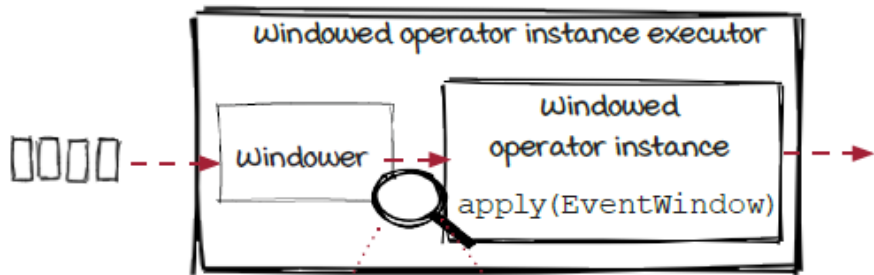 Windowed operator instance executor
Windower
Windowed
operator instance
apply(EventWindow)